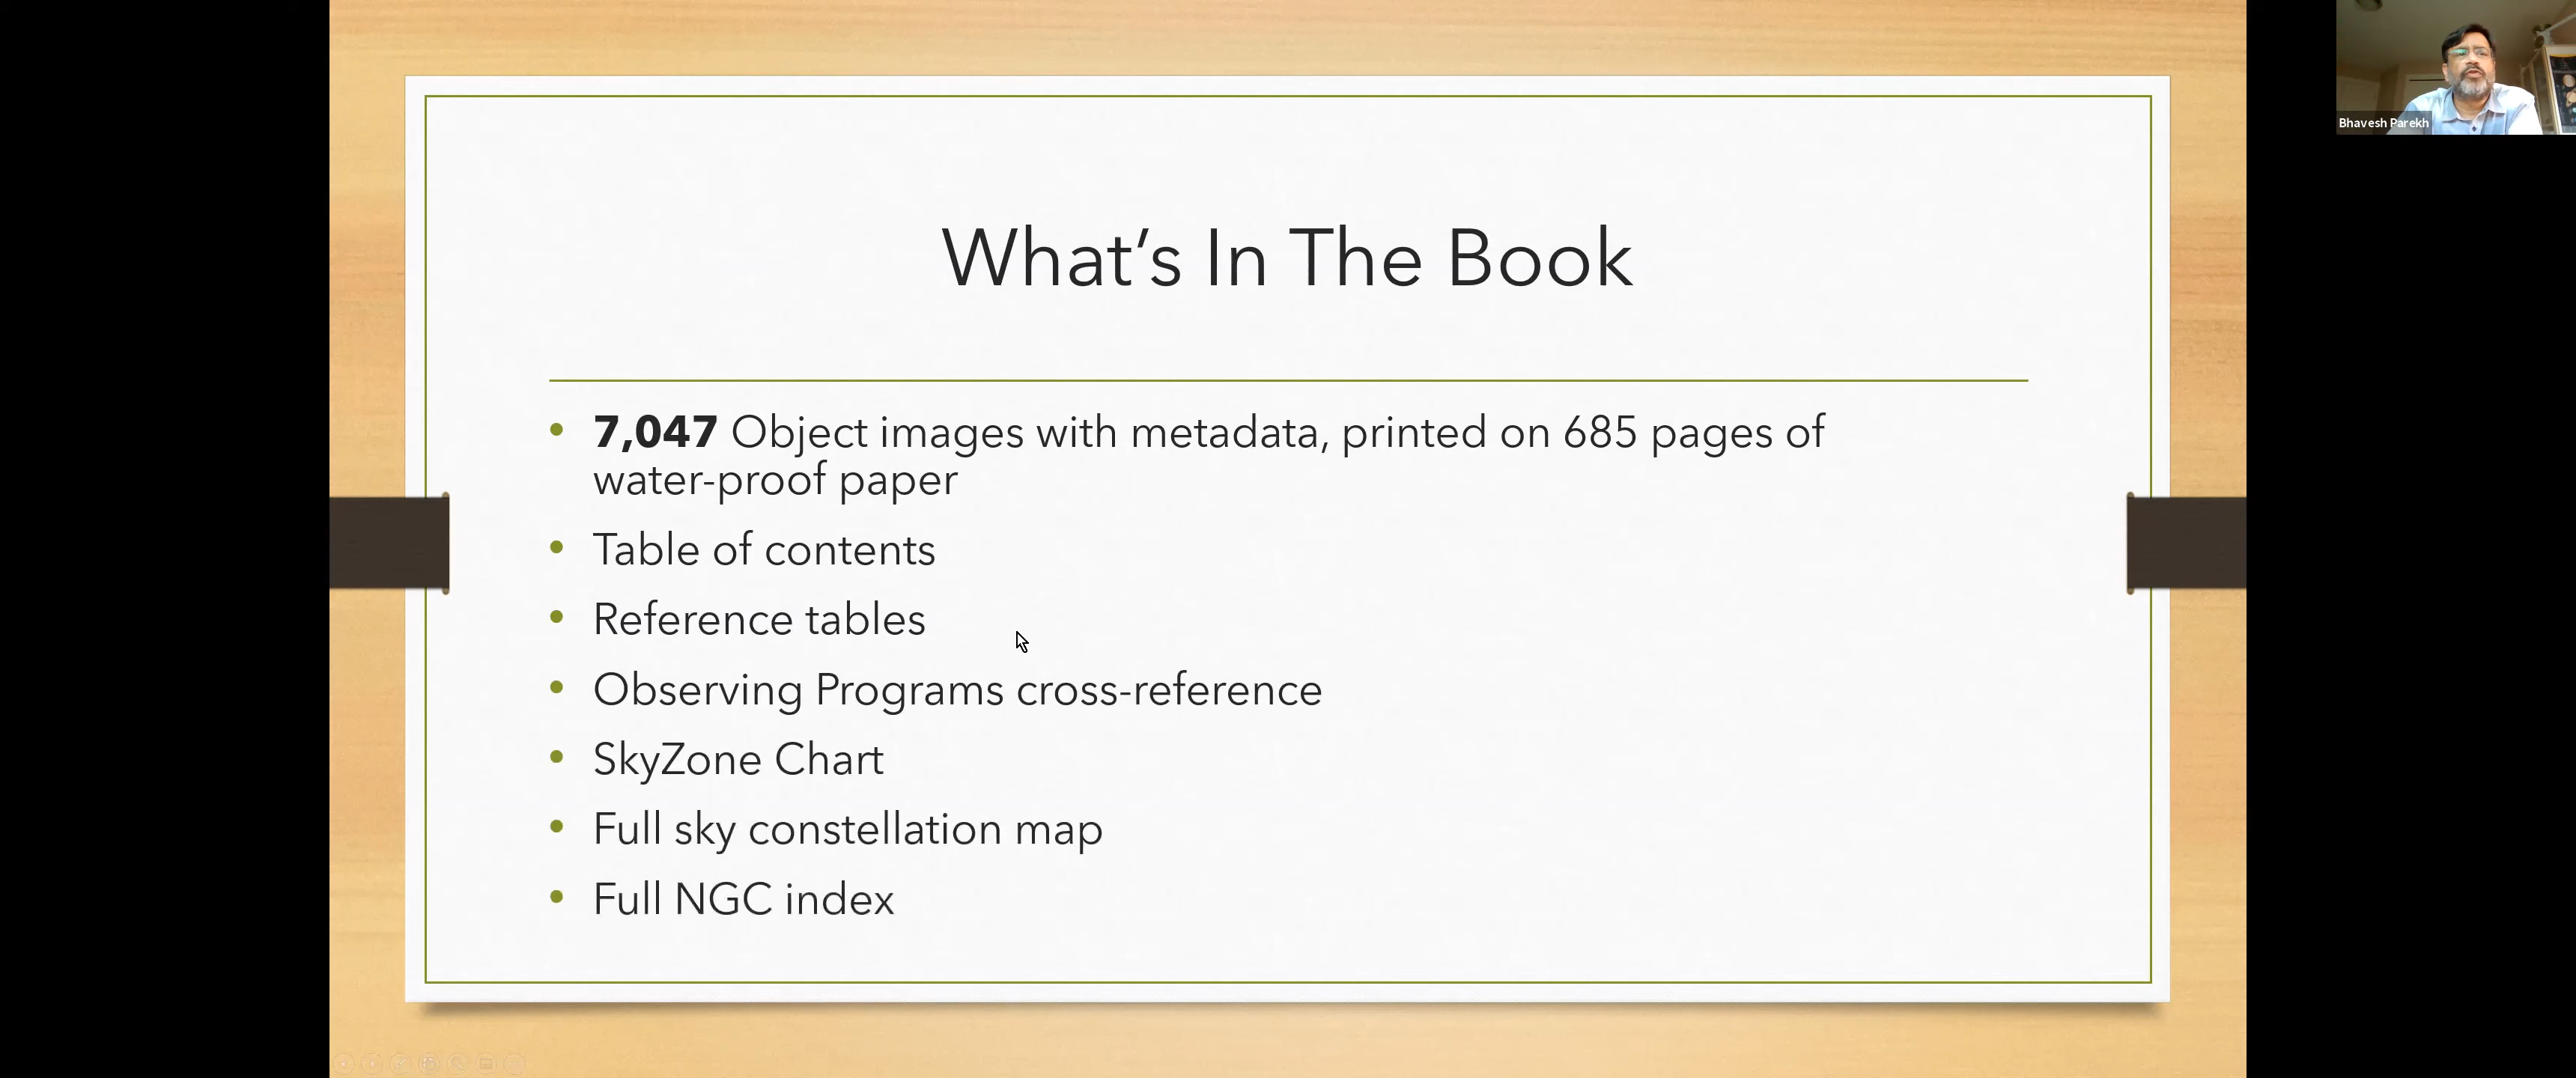 What's In The Book
• 7,047 Object images with metadata, printed on 685 pages of
water-proof paper
• Table of contents
• Reference tables
• Observing Programs cross-reference
• SkyZone Chart
• Full sky constellation map
• Full NGC index
Bhavesh Parekh